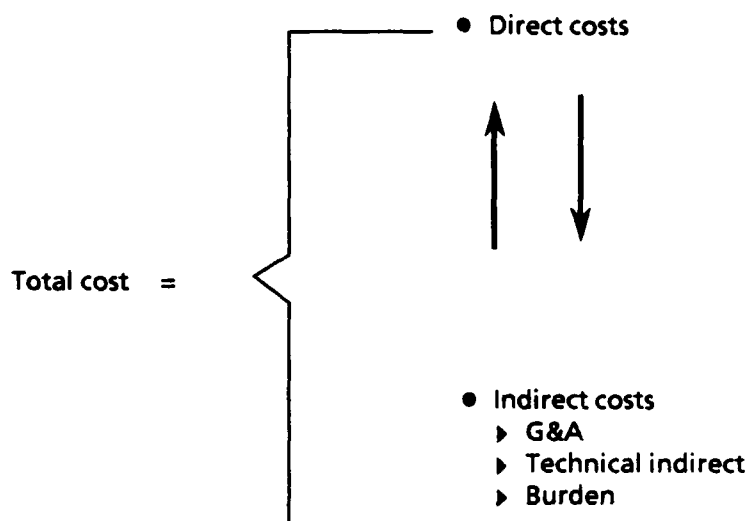 ● Direct costs
Total cost =
● Indirect costs
▶ G&A
▶ Technical indirect
▶ Burden